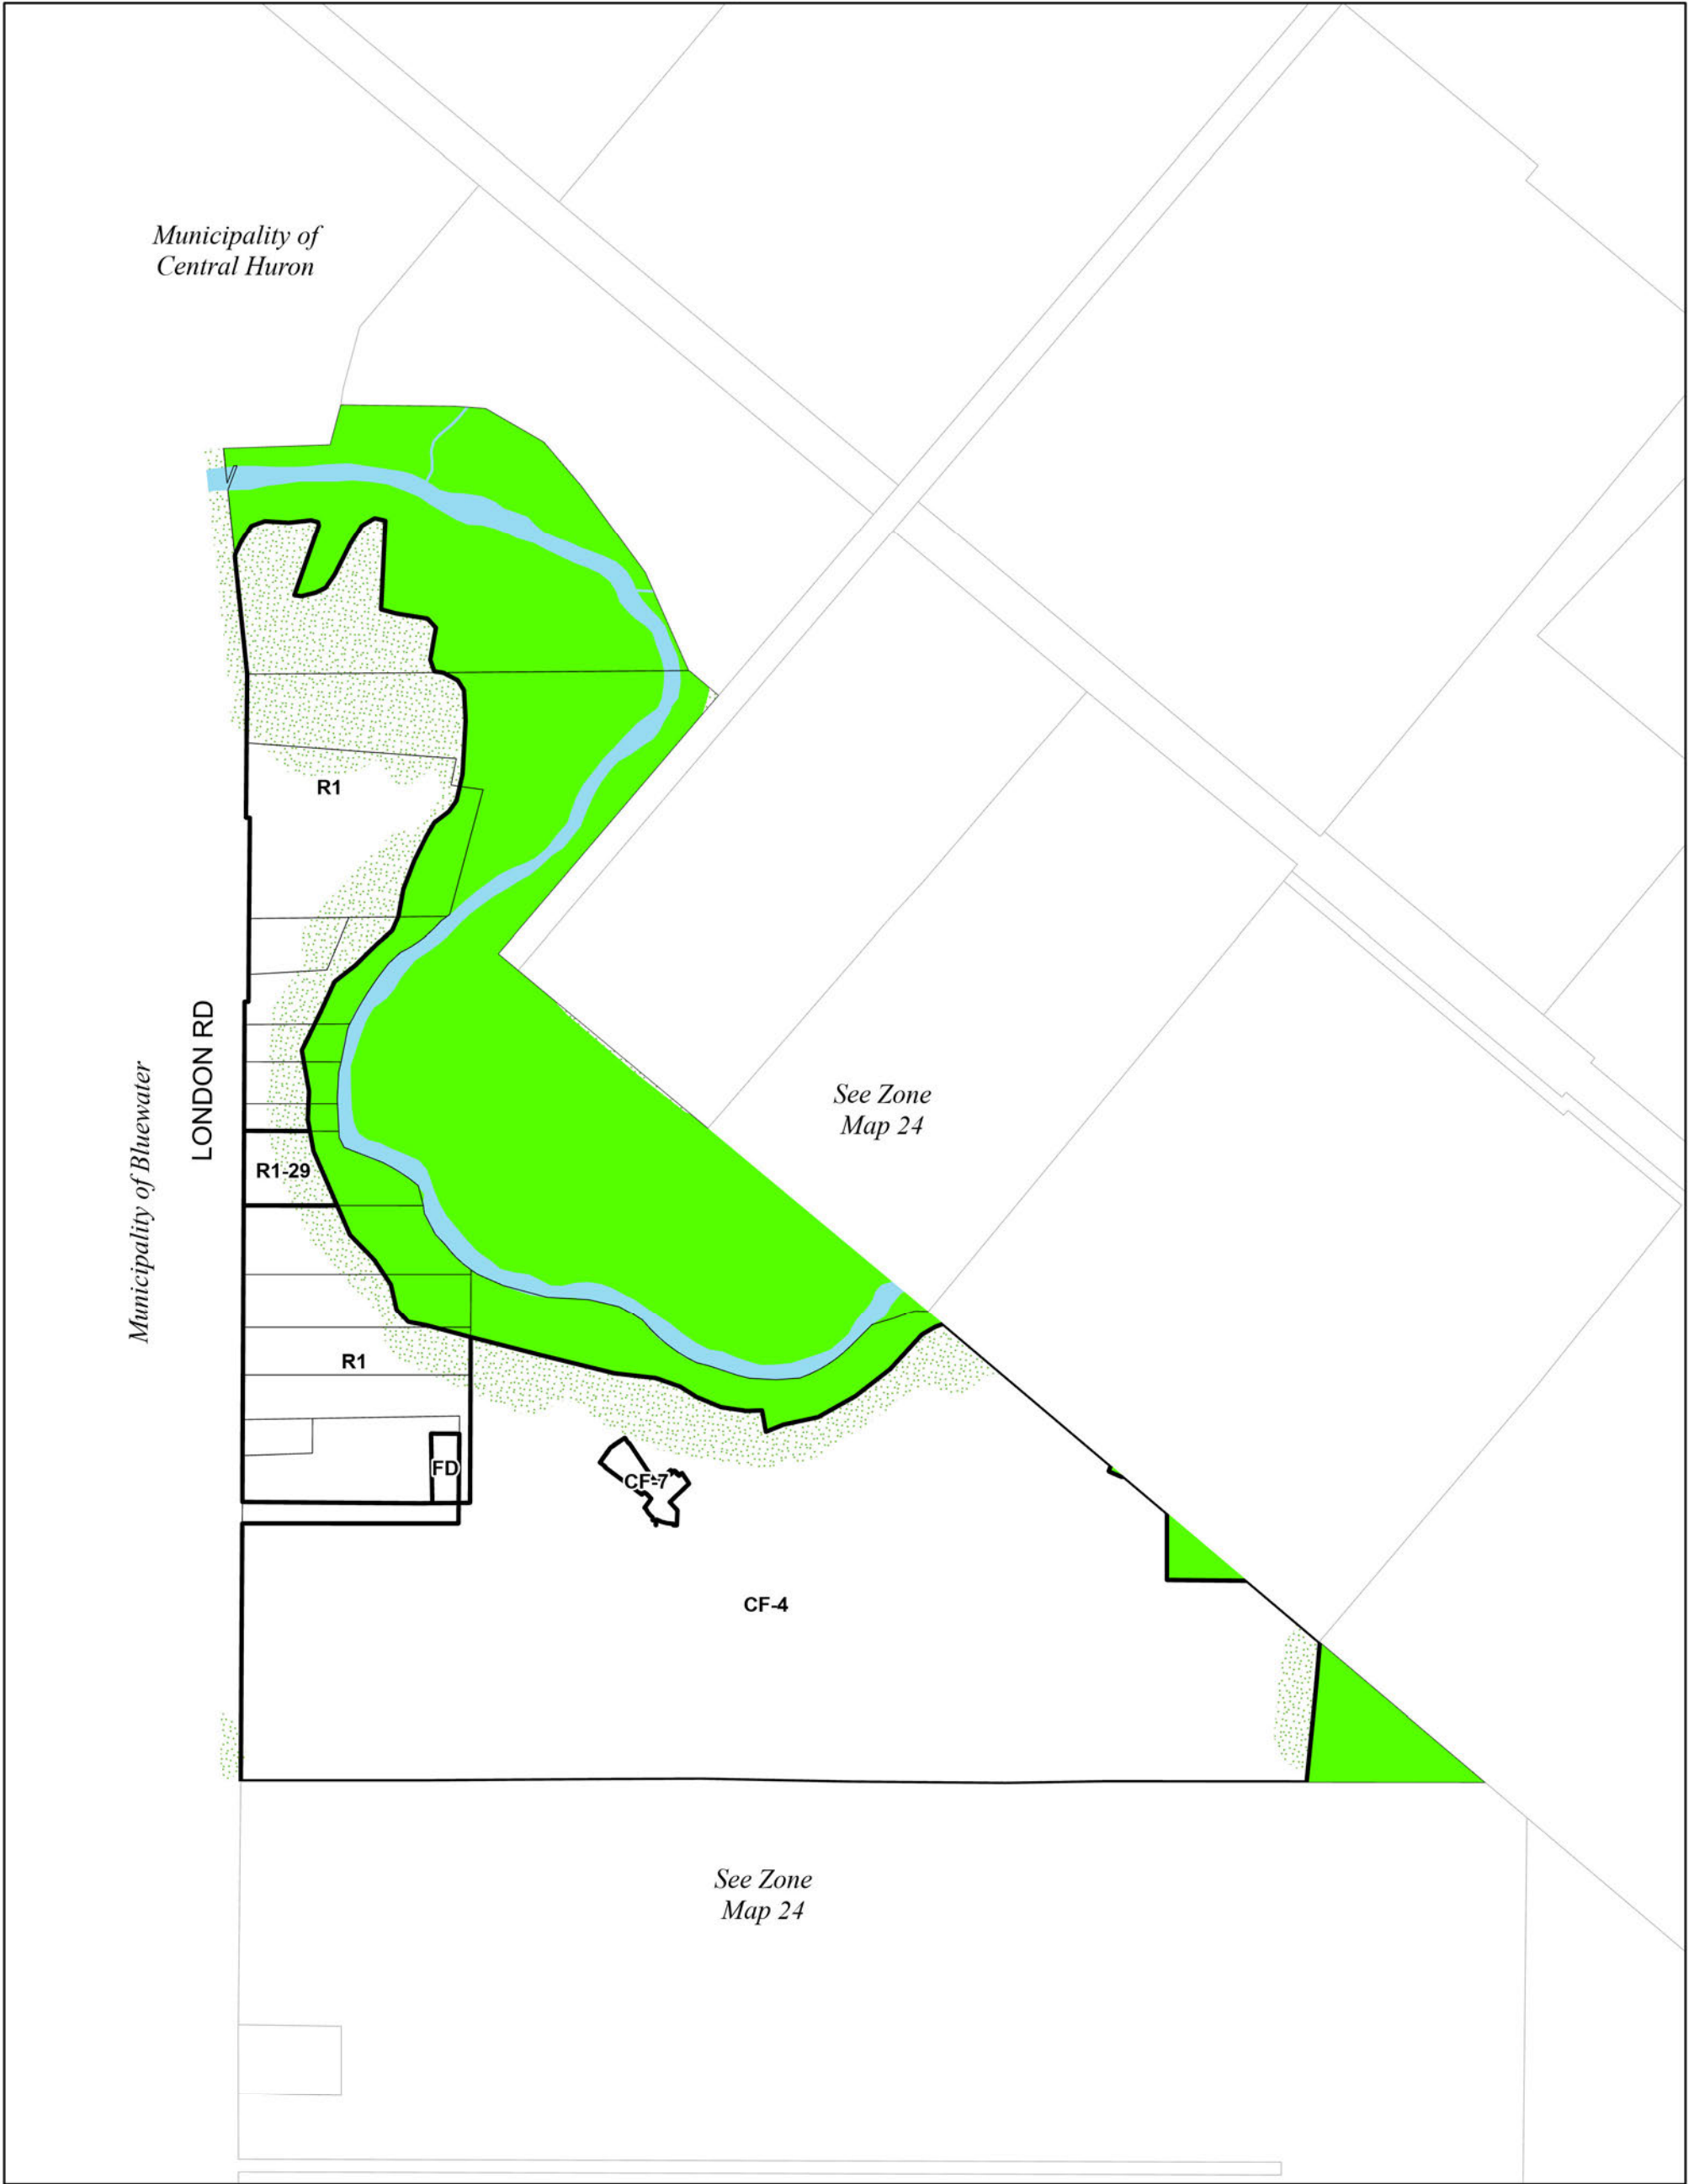 Municipality of
Central Huron
R1
LONDON RD
Municipality of Bluewater
See Zone
Map 24
R1-29
R1
FD
CF-7
CF-4
See Zone
Map 24